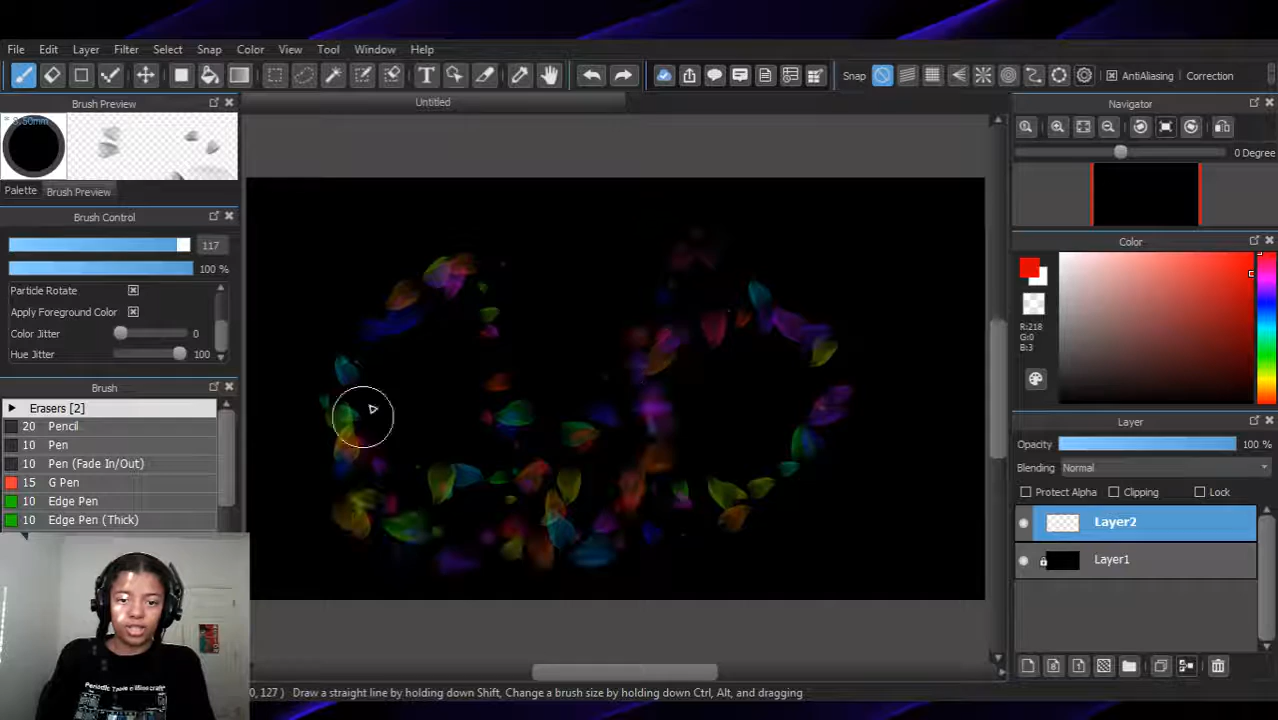 File Edit Layer Filter Select Snap Color View Tool Window Help
T Snap AntiAliasing Correction
Brush Preview
Untitled
Navigator
0 Degree
Palette Brush Preview
Brush Control
117
100 %
Particle Rotate
Apply Foreground Color
Color Jitter 0
Hue Jitter 100
Brush
Erasers [2]
20 Pencil
10 Pen
10 Pen (Fade In/Out)
15 G Pen
10 Edge Pen
10 Edge Pen (Thick)
Color
R:218
G:0
B:3
Layer
Opacity 100 %
Blending Normal
Protect Alpha Clipping Lock
Layer2
Layer1
Periodic Table of Minecraft
0, 127 ) Draw a straight line by holding down Shift, Change a brush size by holding down Ctrl, Alt, and dragging